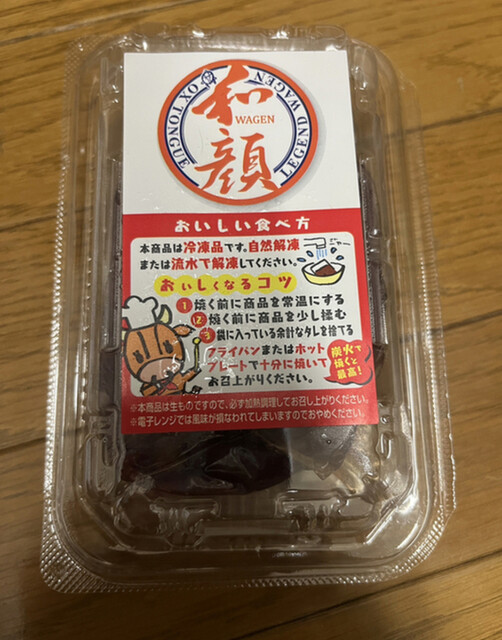 OX TONGUE
LEGEND WAGEN
和
WAGEN
顔
おいしい食べ方
本商品は冷凍品です。自然解凍
または流水で解凍してください。
おいしくなるコツ
1 焼く前に商品を常温にする
2 焼く前に商品を少し揉む
3 袋に入っている余計なタレを捨てる
フライパンまたはホット
プレートで十分に焼いて
お召上がりください。
炭火で
焼くと
最高!
※本商品は生ものですので、必ず加熱調理してお召し上がりください。
※電子レンジでは風味が損なわれてしまいますのでおやめください。